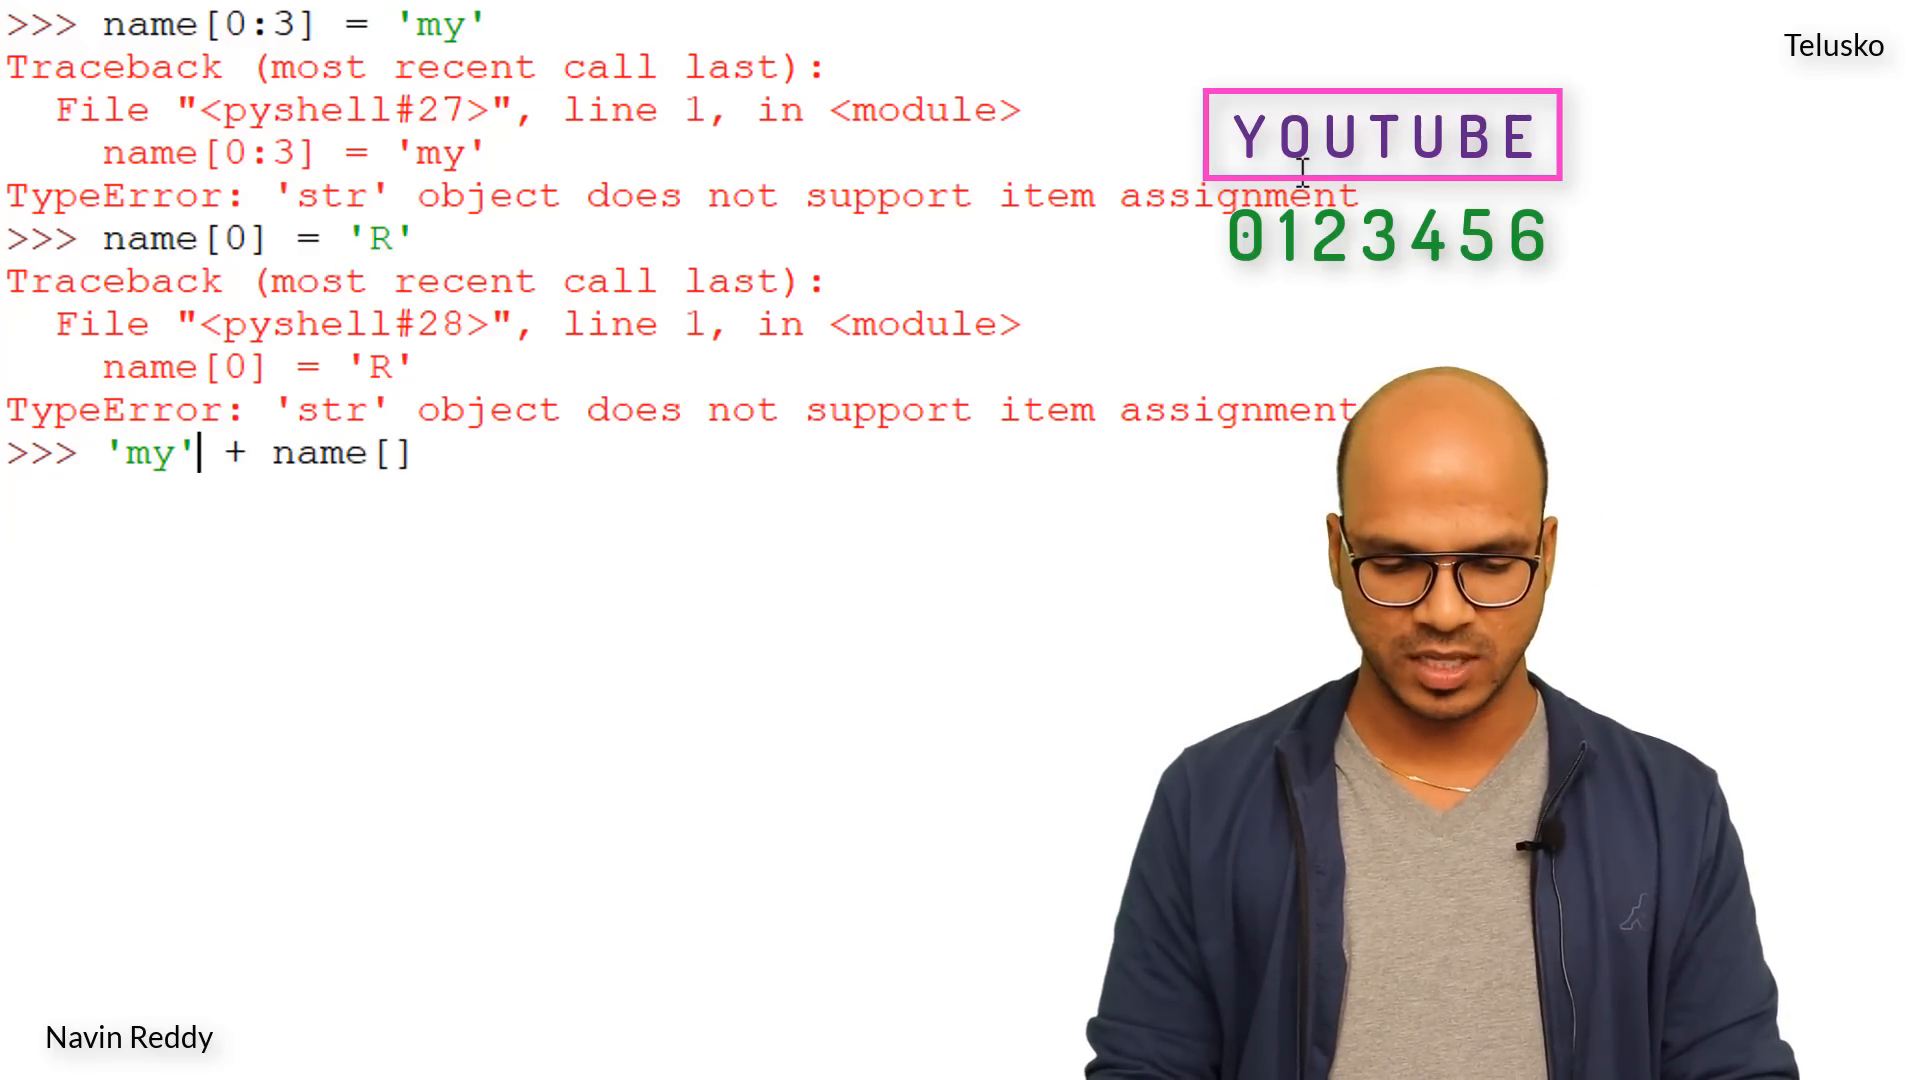 >>> name[0:3] = 'my'
Traceback (most recent call last):
  File "<pyshell#27>", line 1, in <module>
    name[0:3] = 'my'
TypeError: 'str' object does not support item assignment
>>> name[0] = 'R'
Traceback (most recent call last):
  File "<pyshell#28>", line 1, in <module>
    name[0] = 'R'
TypeError: 'str' object does not support item assignment
>>> 'my' + name[]
Telusko
YOUTUBE
0123456
Navin Reddy